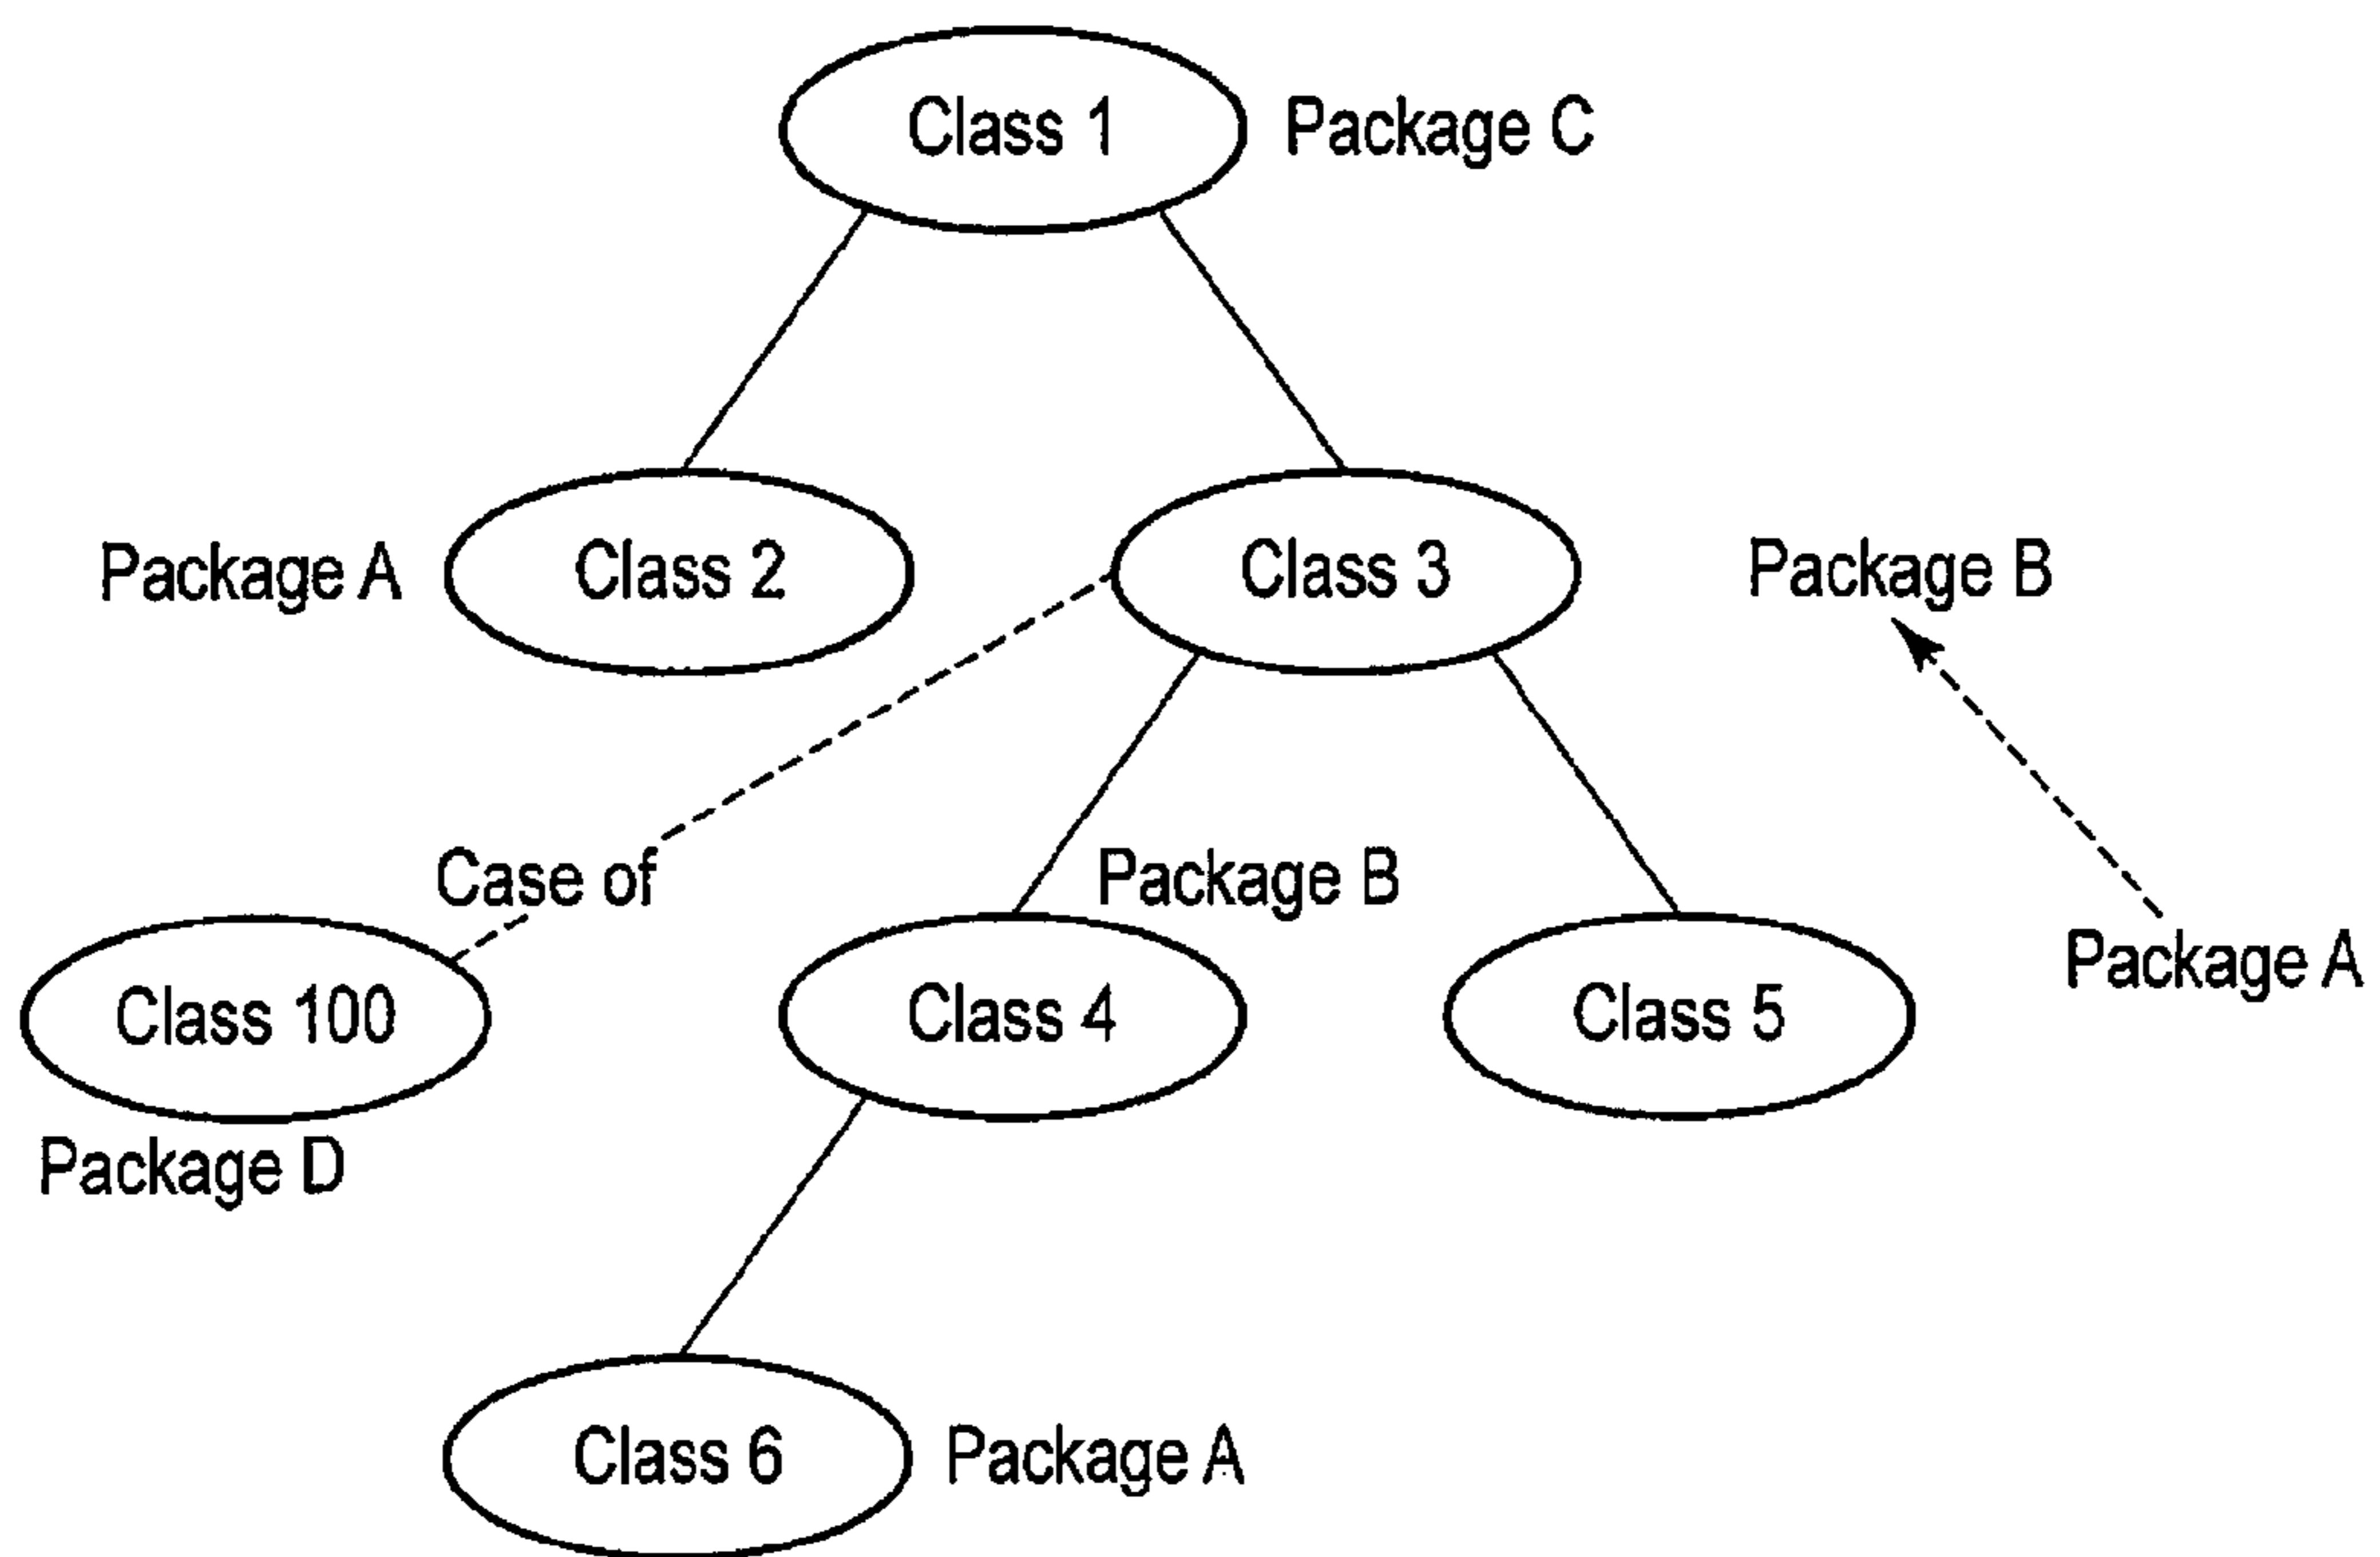 Class 1
Package C
Package A
Class 2
Class 3
Package B
Case of
Package B
Package A
Class 100
Class 4
Class 5
Package D
Class 6
Package A